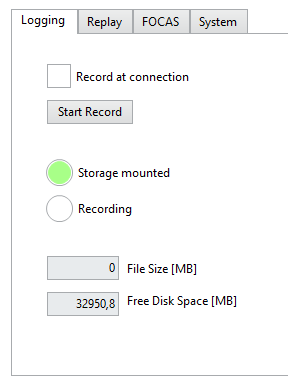 Logging Replay FOCAS System
Record at connection
Start Record
Storage mounted
Recording
0 File Size [MB]
32950,8 Free Disk Space [MB]